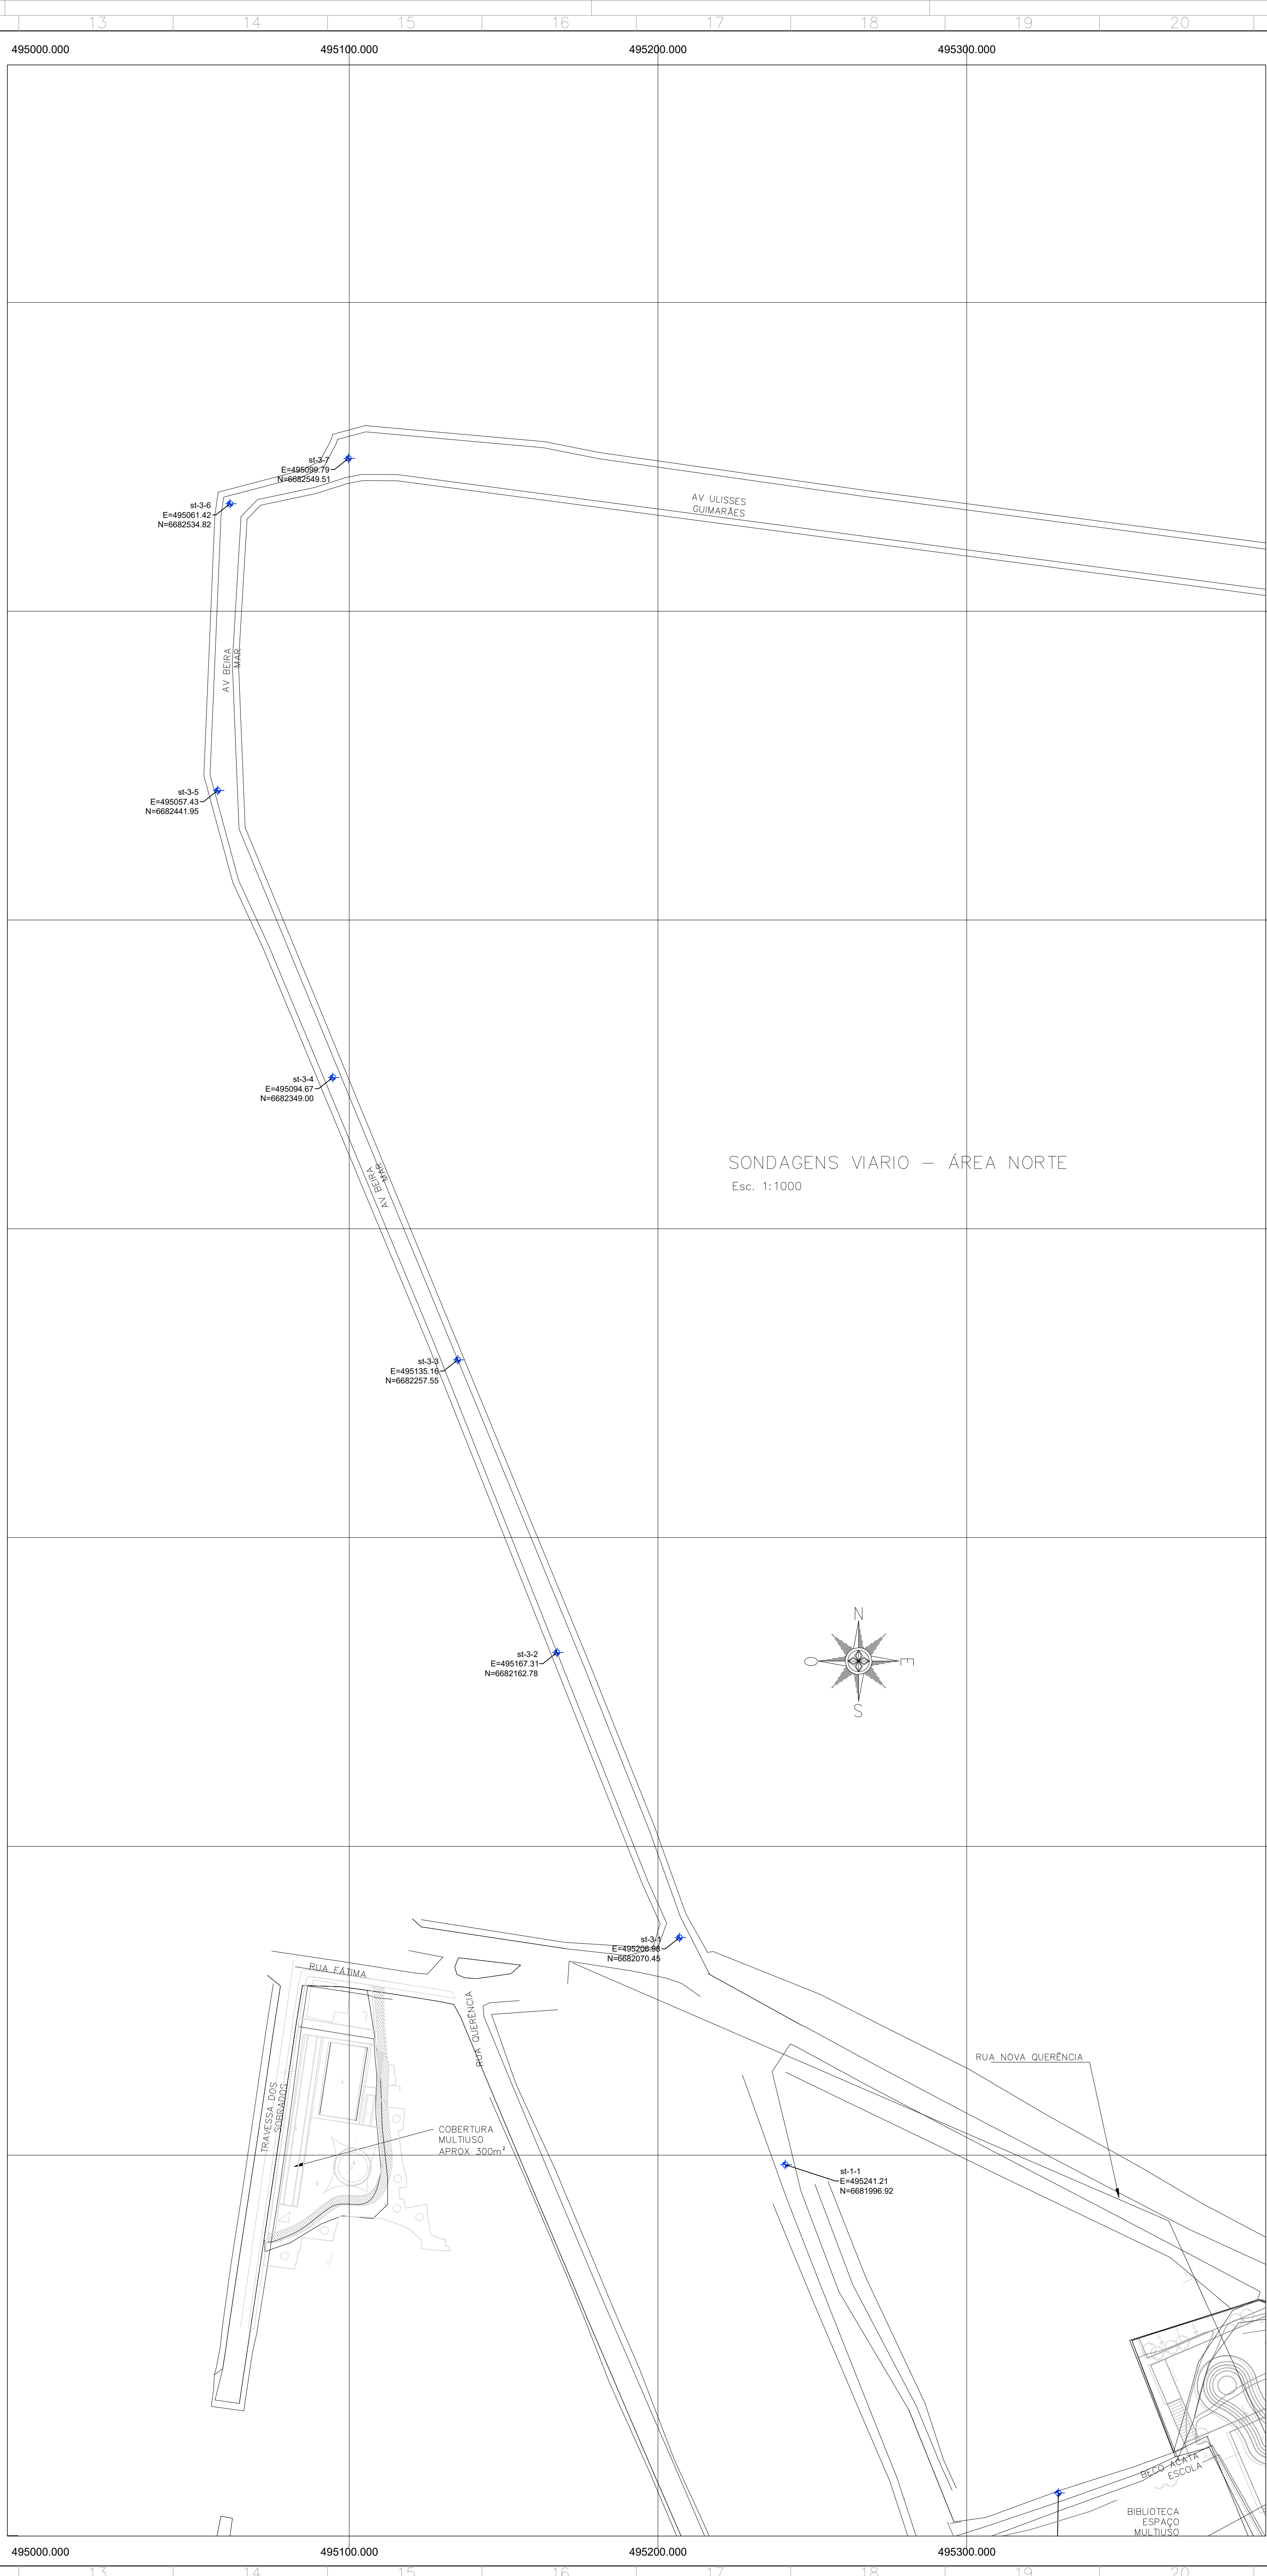 13 14 15 16 17 18 19 20
495000.000 495100.000 495200.000 495300.000
st-3-7
E=495099.79
N=6682549.51
st-3-6
E=495061.42
N=6682534.82
AV ULISSES
GUIMARÃES
AV BEIRA
MAR
st-3-5
E=495057.43
N=6682441.95
st-3-4
E=495094.67
N=6682349.00
AV BEIRA
MAR
SONDAGENS VIARIO - ÁREA NORTE
Esc. 1:1000
st-3-3
E=495135.16
N=6682257.55
N
O
E
S
st-3-2
E=495167.31
N=6682162.78
st-3-1
E=495206.98
N=6682070.45
RUA FÁTIMA
RUA QUERÊNCIA
RUA NOVA QUERÊNCIA
TRAVESSA DOS
SOBRADOS
COBERTURA
MULTIUSO
APROX 300m²
st-1-1
E=495241.21
N=6681996.92
BECO ACATA
ESCOLA
BIBLIOTECA
ESPAÇO
MULTIUSO
495000.000 495100.000 495200.000 495300.000
13 14 15 16 17 18 19 20